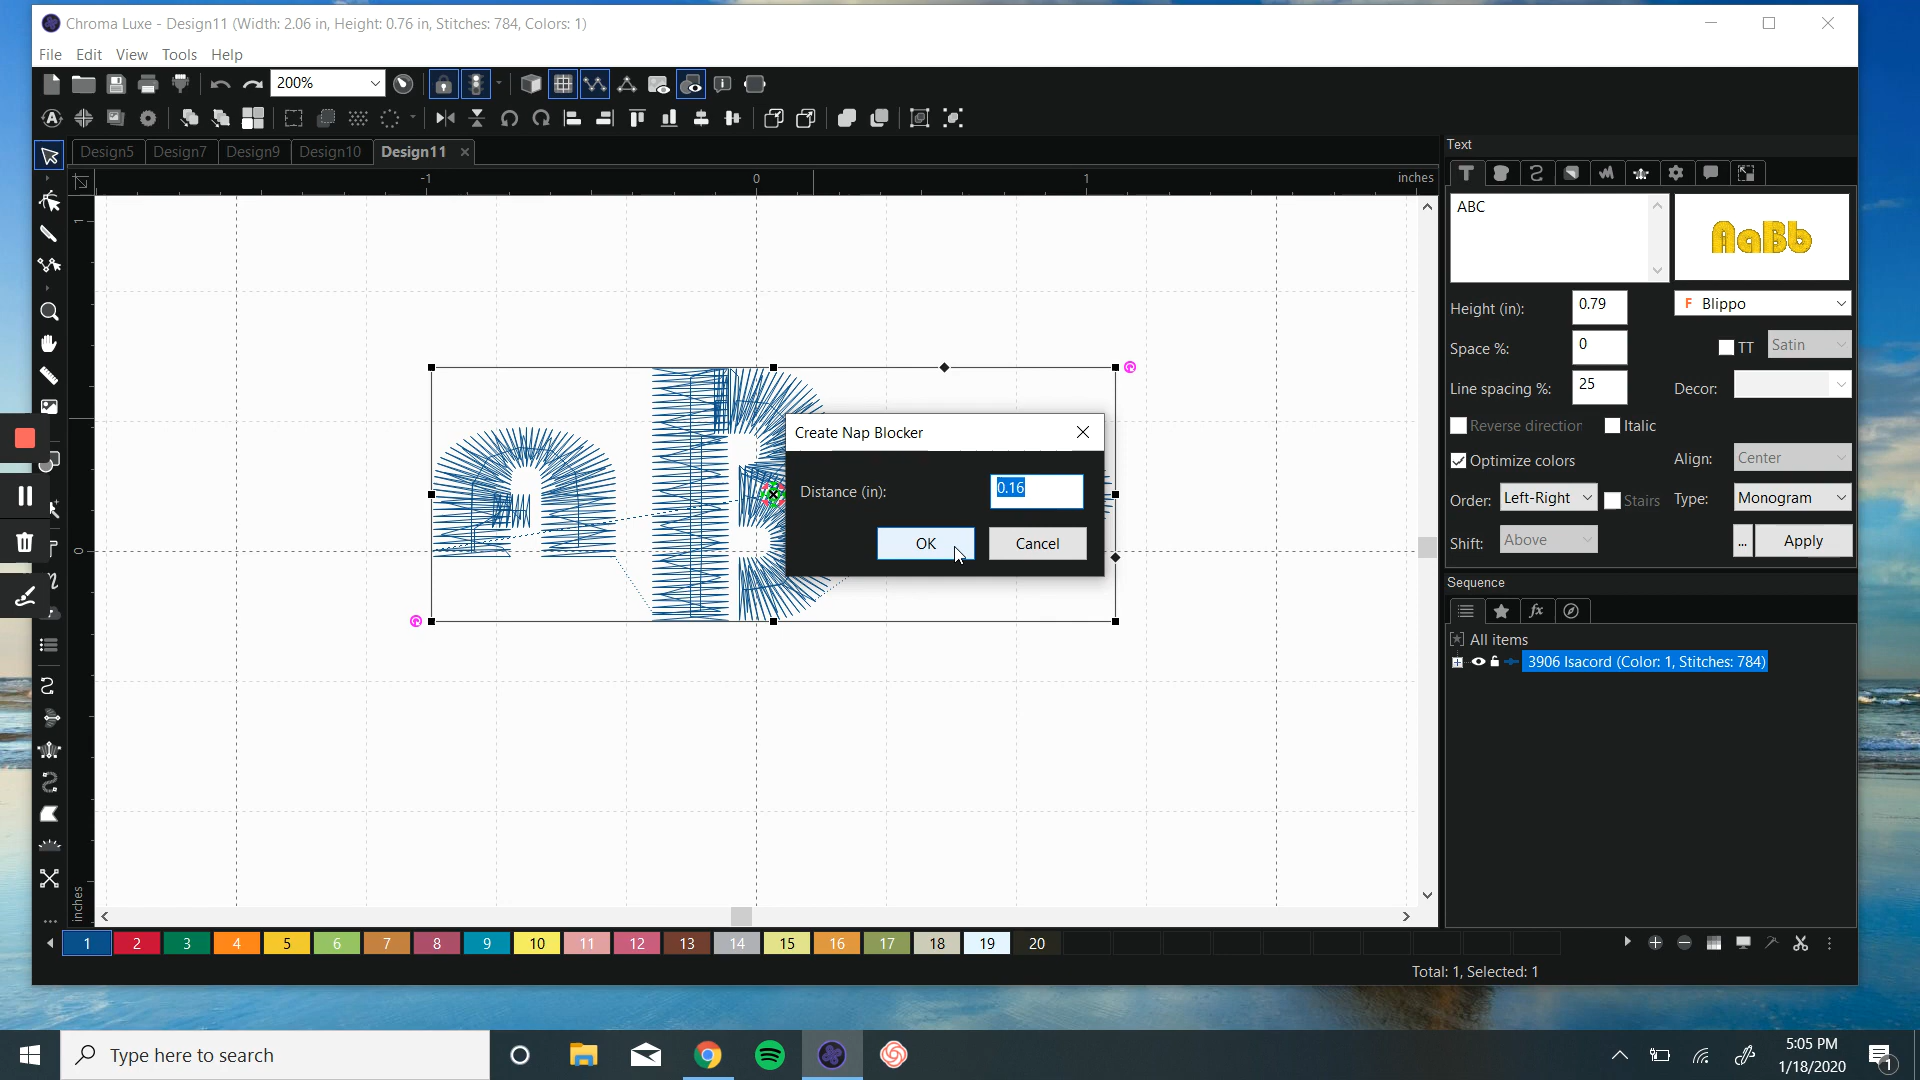 Chroma Luxe - Design11 (Width: 2.06 in, Height: 0.76 in, Stitches: 784, Colors: 1)
File Edit View Tools Help
200%
Design5 Design7 Design9 Design10 Design11
-1 0 1 inches
1
0
inches
Create Nap Blocker
Distance (in): 0.16
OK Cancel
Text
ABC
AaBb
Height (in): 0.79 F Blippo
Space %: 0 TT Satin
Line spacing %: 25 Decor:
Reverse direction Italic
Optimize colors Align: Center
Order: Left-Right Stairs Type: Monogram
Shift: Above ... Apply
Sequence
All items
3906 Isacord (Color: 1, Stitches: 784)
1 2 3 4 5 6 7 8 9 10 11 12 13 14 15 16 17 18 19 20
Total: 1, Selected: 1
Type here to search
5:05 PM
1/18/2020
1